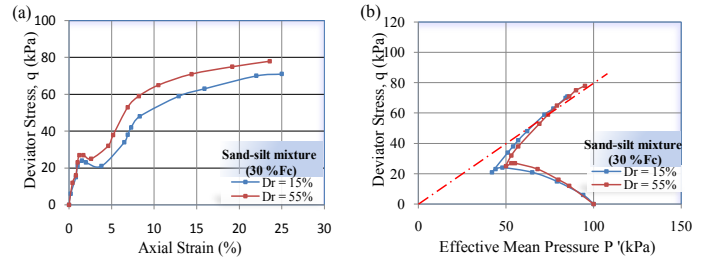 (a)
Deviator Stress, q (kPa)
100
80
60
40
20
0
0 5 10 15 20 25 30
Axial Strain (%)
Sand-silt mixture
(30 %Fc)
Dr = 15%
Dr = 55%
(b)
Deviator Stress, q (kPa)
120
100
80
60
40
20
0
0 50 100 150
Effective Mean Pressure P '(kPa)
Sand-silt mixture
(30 %Fc)
Dr = 15%
Dr = 55%